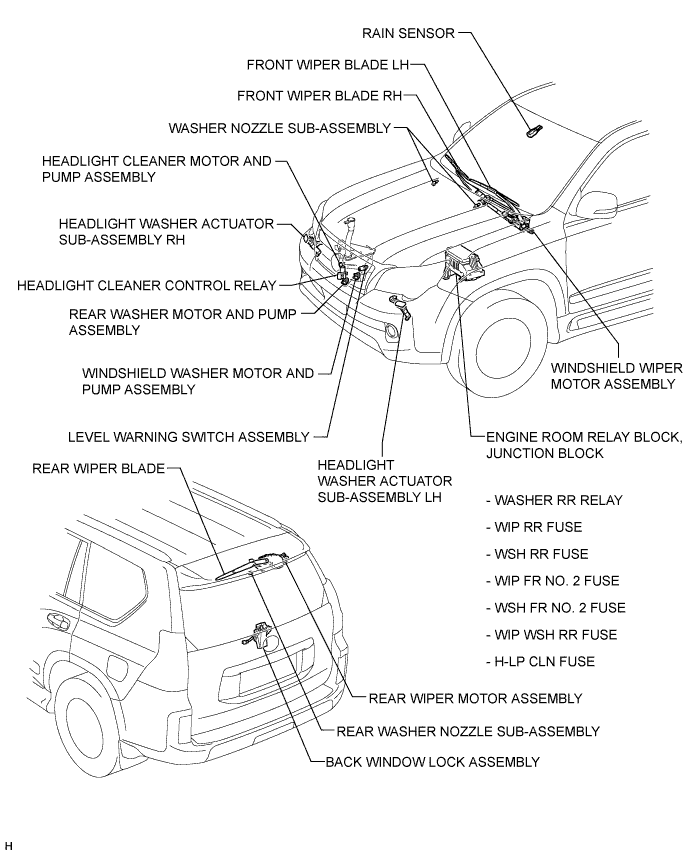 RAIN SENSOR
FRONT WIPER BLADE LH
FRONT WIPER BLADE RH
WASHER NOZZLE SUB-ASSEMBLY
HEADLIGHT CLEANER MOTOR AND
PUMP ASSEMBLY
HEADLIGHT WASHER ACTUATOR
SUB-ASSEMBLY RH
HEADLIGHT CLEANER CONTROL RELAY
REAR WASHER MOTOR AND PUMP
ASSEMBLY
WINDSHIELD WASHER MOTOR AND
PUMP ASSEMBLY
WINDSHIELD WIPER
MOTOR ASSEMBLY
LEVEL WARNING SWITCH ASSEMBLY
ENGINE ROOM RELAY BLOCK,
JUNCTION BLOCK
HEADLIGHT
WASHER ACTUATOR
SUB-ASSEMBLY LH
- WASHER RR RELAY
- WIP RR FUSE
- WSH RR FUSE
- WIP FR NO. 2 FUSE
- WSH FR NO. 2 FUSE
- WIP WSH RR FUSE
- H-LP CLN FUSE
REAR WIPER BLADE
REAR WIPER MOTOR ASSEMBLY
REAR WASHER NOZZLE SUB-ASSEMBLY
BACK WINDOW LOCK ASSEMBLY
H